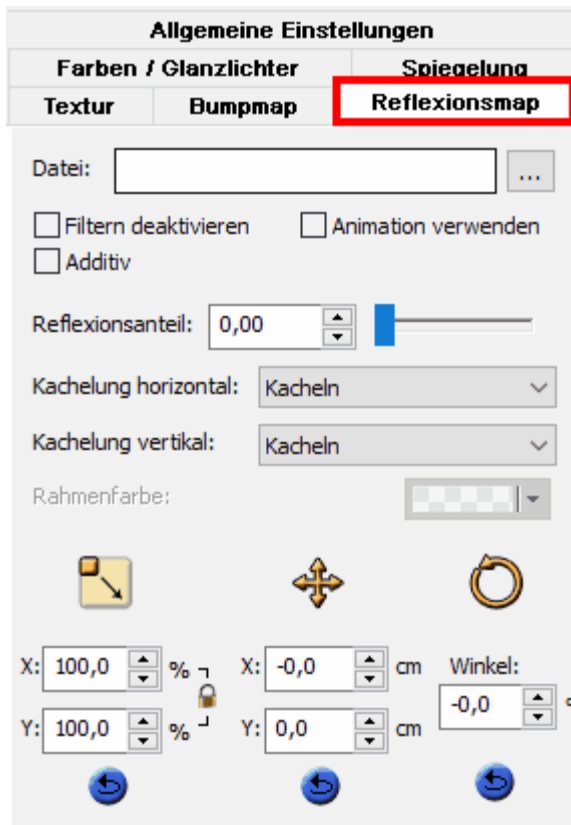 Allgemeine Einstellungen
Farben / Glanzlichter Spiegelung
Textur Bumpmap Reflexionsmap
Datei: ...
Filtern deaktivieren Animation verwenden
Additiv
Reflexionsanteil: 0,00
Kachelung horizontal: Kacheln
Kachelung vertikal: Kacheln
Rahmenfarbe:
X: 100,0 % X: -0,0 cm Winkel:
-0,0 °
Y: 100,0 % Y: 0,0 cm